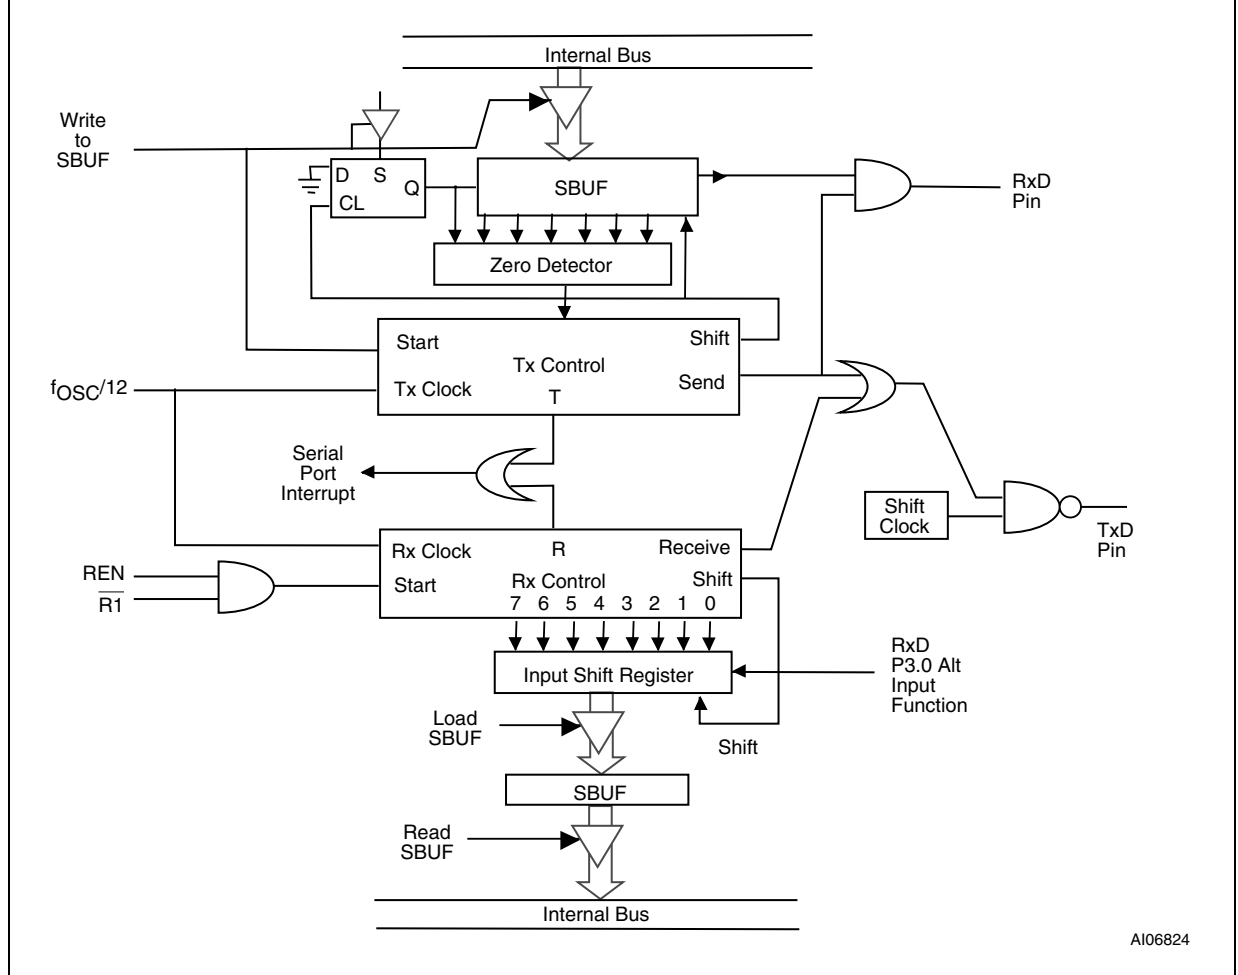 Internal Bus
Write
to
SBUF
D S
Q
CL
SBUF
RxD
Pin
Zero Detector
Start
Shift
Tx Control
fOSC/12
Tx Clock
Send
T
Serial
Port
Interrupt
Shift
Clock
TxD
Pin
Rx Clock
R
Receive
REN
R1
Start
Rx Control
Shift
7 6 5 4 3 2 1 0
Input Shift Register
RxD
P3.0 Alt
Input
Function
Load
SBUF
Shift
SBUF
Read
SBUF
Internal Bus
AI06824